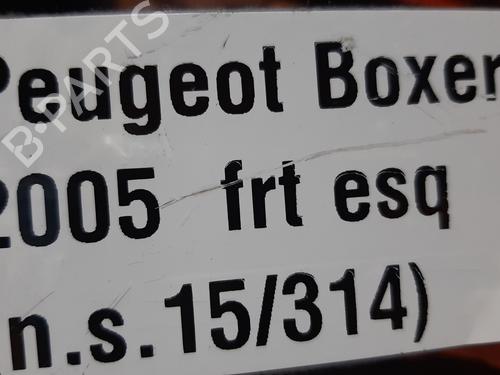 B-PARTS
Peugeot Boxer
2005 frt esq
(n.s.15/314)